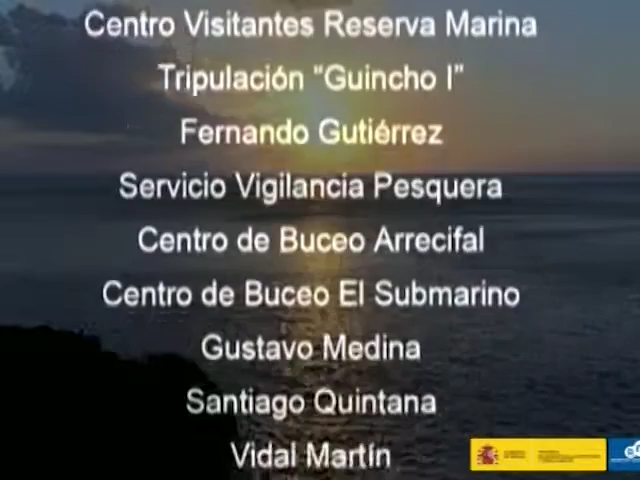 Centro Visitantes Reserva Marina
Tripulación “Guincho I”
Fernando Gutiérrez
Servicio Vigilancia Pesquera
Centro de Buceo Arrecifal
Centro de Buceo El Submarino
Gustavo Medina
Santiago Quintana
Vidal Martín